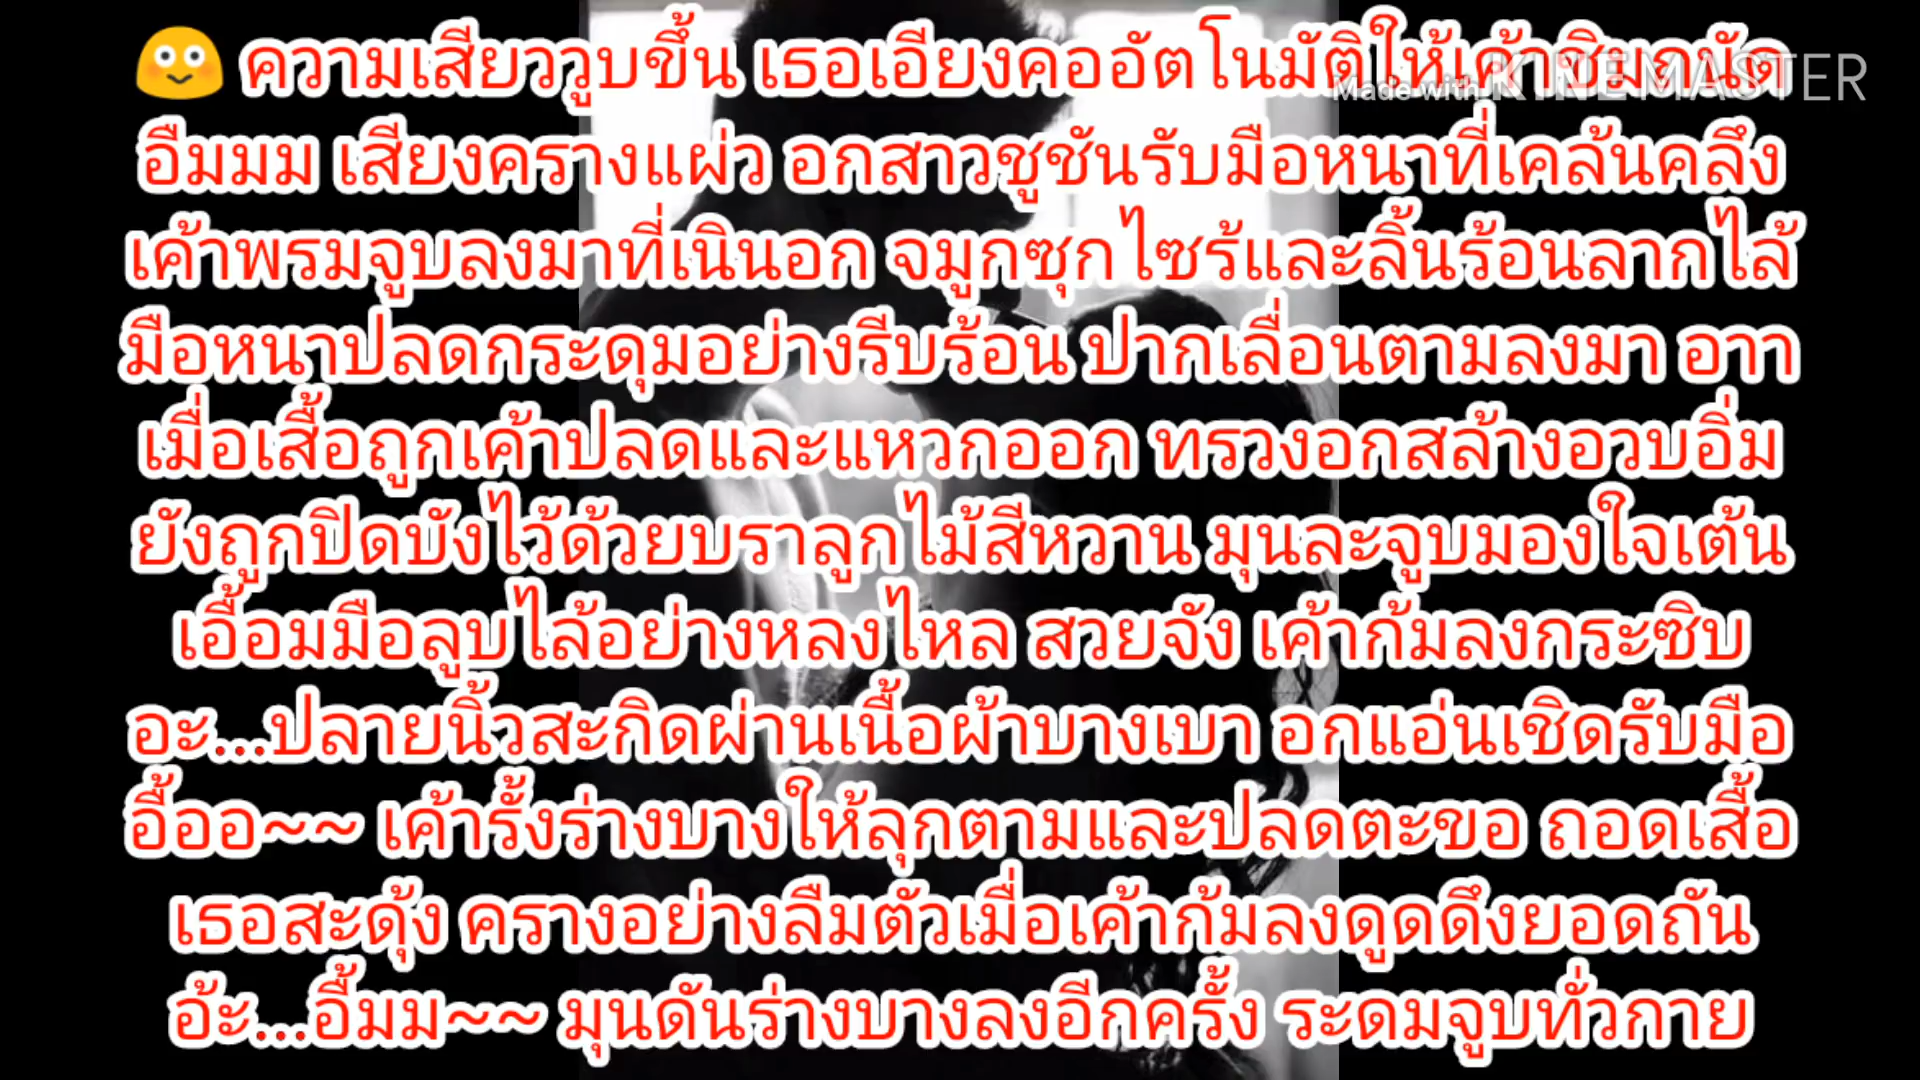 ความเสียววูบขึ้น เธอเอียงคออัตโนมัติให้เค้าชิมถนัด
Made with KINEMASTER
อืมมม เสียงครางแผ่ว อกสาวชูชันรับมือหนาที่เคล้นคลึง
เค้าพรมจูบลงมาที่เนินอก จมูกซุกไซร้และลิ้นร้อนลากไล้
มือหนาปลดกระดุมอย่างรีบร้อน ปากเลื่อนตามลงมา อาา
เมื่อเสื้อถูกเค้าปลดและแหวกออก ทรวงอกสล้างอวบอิ่ม
ยังถูกปิดบังไว้ด้วยบราลูกไม้สีหวาน มุนละจูบมองใจเต้น
เอื้อมมือลูบไล้อย่างหลงไหล สวยจัง เค้าก้มลงกระซิบ
อะ...ปลายนิ้วสะกิดผ่านเนื้อผ้าบางเบา อกแอ่นเชิดรับมือ
อื้ออ~~ เค้ารั้งร่างบางให้ลุกตามและปลดตะขอ ถอดเสื้อ
เธอสะดุ้ง ครางอย่างลืมตัวเมื่อเค้าก้มลงดูดดึงยอดถัน
อ้ะ...อื้มม~~ มุนดันร่างบางลงอีกครั้ง ระดมจูบทั่วกาย